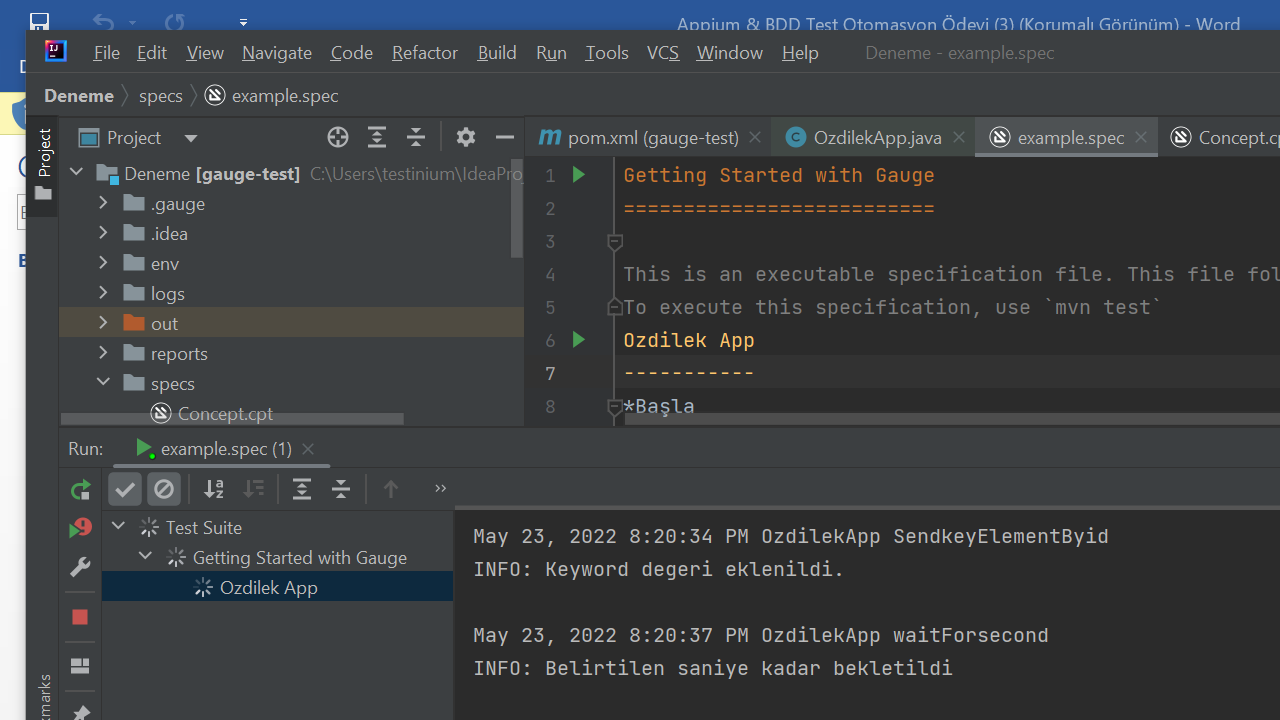 Appium & BDD Test Otomasyon Ödevi (3) (Korumalı Görünüm) - Word
File Edit View Navigate Code Refactor Build Run Tools VCS Window Help Deneme - example.spec
Deneme specs example.spec
Project
Project
pom.xml (gauge-test) OzdilekApp.java example.spec Concept.cp
Deneme [gauge-test] C:\Users\testinium\IdeaPro
.gauge
.idea
env
logs
out
reports
specs
Concept.cpt
1 Getting Started with Gauge
2 ==========================
3
4 This is an executable specification file. This file fol
5 To execute this specification, use `mvn test`
6 Ozdilek App
7 -----------
8 *Başla
Run: example.spec (1)
Test Suite
Getting Started with Gauge
Ozdilek App
May 23, 2022 8:20:34 PM OzdilekApp SendkeyElementByid
INFO: Keyword degeri eklenildi.
May 23, 2022 8:20:37 PM OzdilekApp waitForsecond
INFO: Belirtilen saniye kadar bekletildi